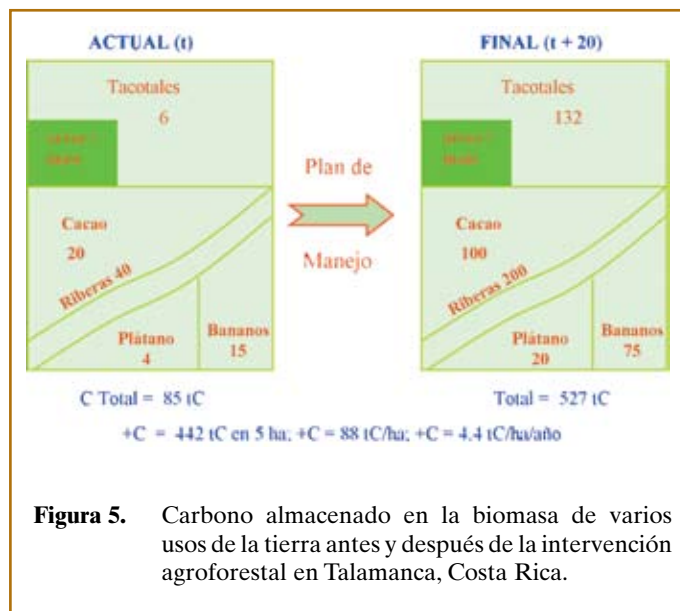 ACTUAL (t)
FINAL (t + 20)
Tacotales
6
Cacao
20
Riberas 40
Plátano
4
Bananos
15
Plan de
Manejo
Tacotales
132
Cacao
100
Riberas 200
Plátano
20
Bananos
75
C Total = 85 tC
Total = 527 tC
+C = 442 tC en 5 ha; +C = 88 tC/ha; +C = 4.4 tC/ha/año
Figura 5. Carbono almacenado en la biomasa de varios
usos de la tierra antes y después de la intervención
agroforestal en Talamanca, Costa Rica.